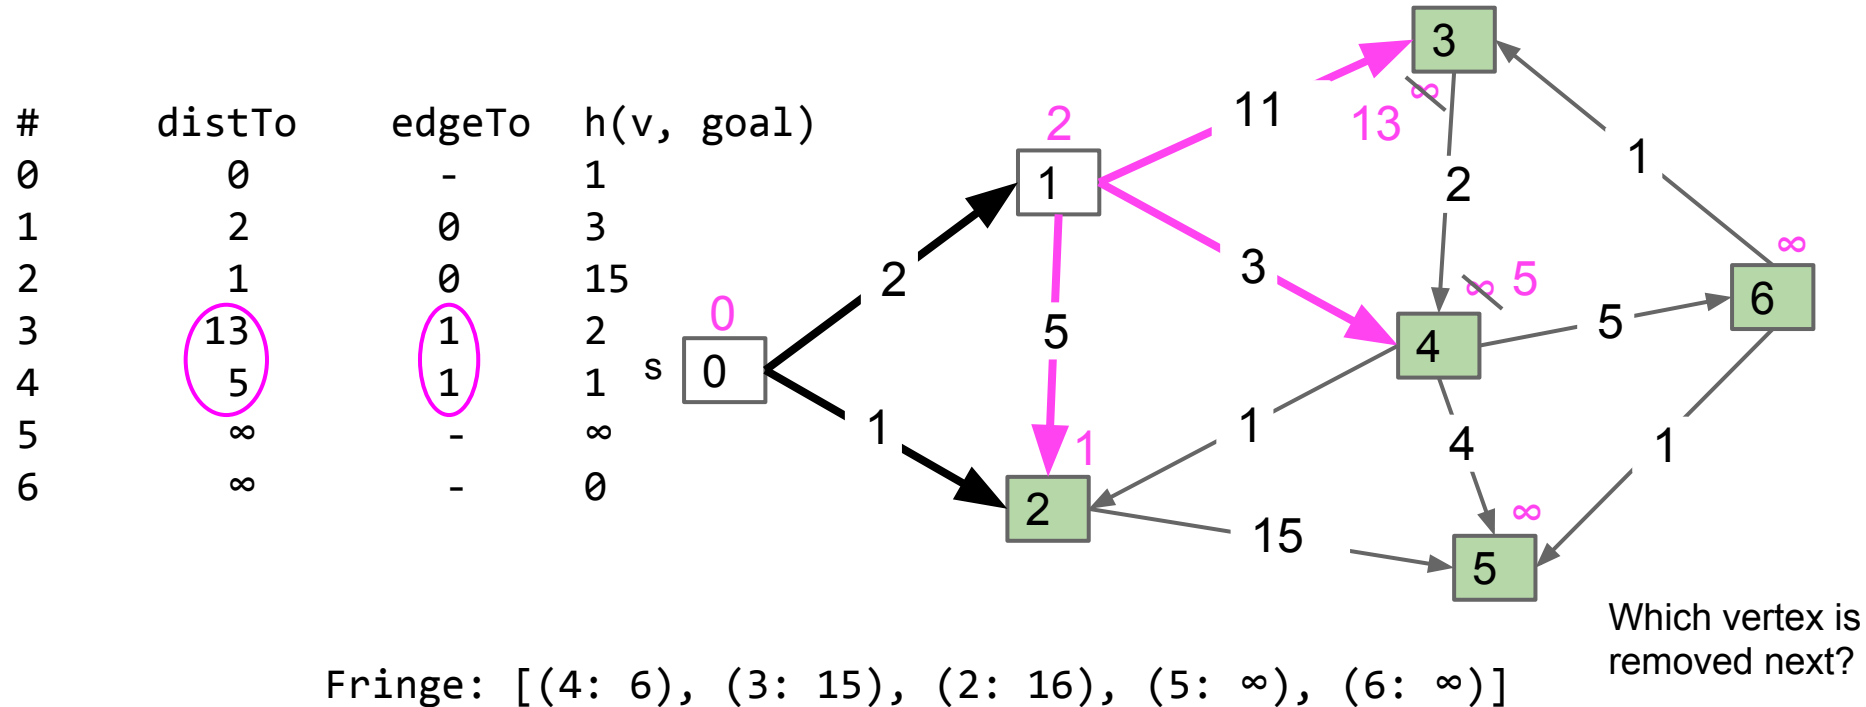 # distTo edgeTo h(v, goal)
0 0 - 1
1 2 0 3
2 1 0 15
3 13 1 2
4 5 1 1
5 ∞ - ∞
6 ∞ - 0
s
0
0
2
1
2
1
5
11
3
1
2
3
∞
13
2
1
∞
6
∞ 5
4
5
1
4
1
15
∞
5
Which vertex is
removed next?
Fringe: [(4: 6), (3: 15), (2: 16), (5: ∞), (6: ∞)]